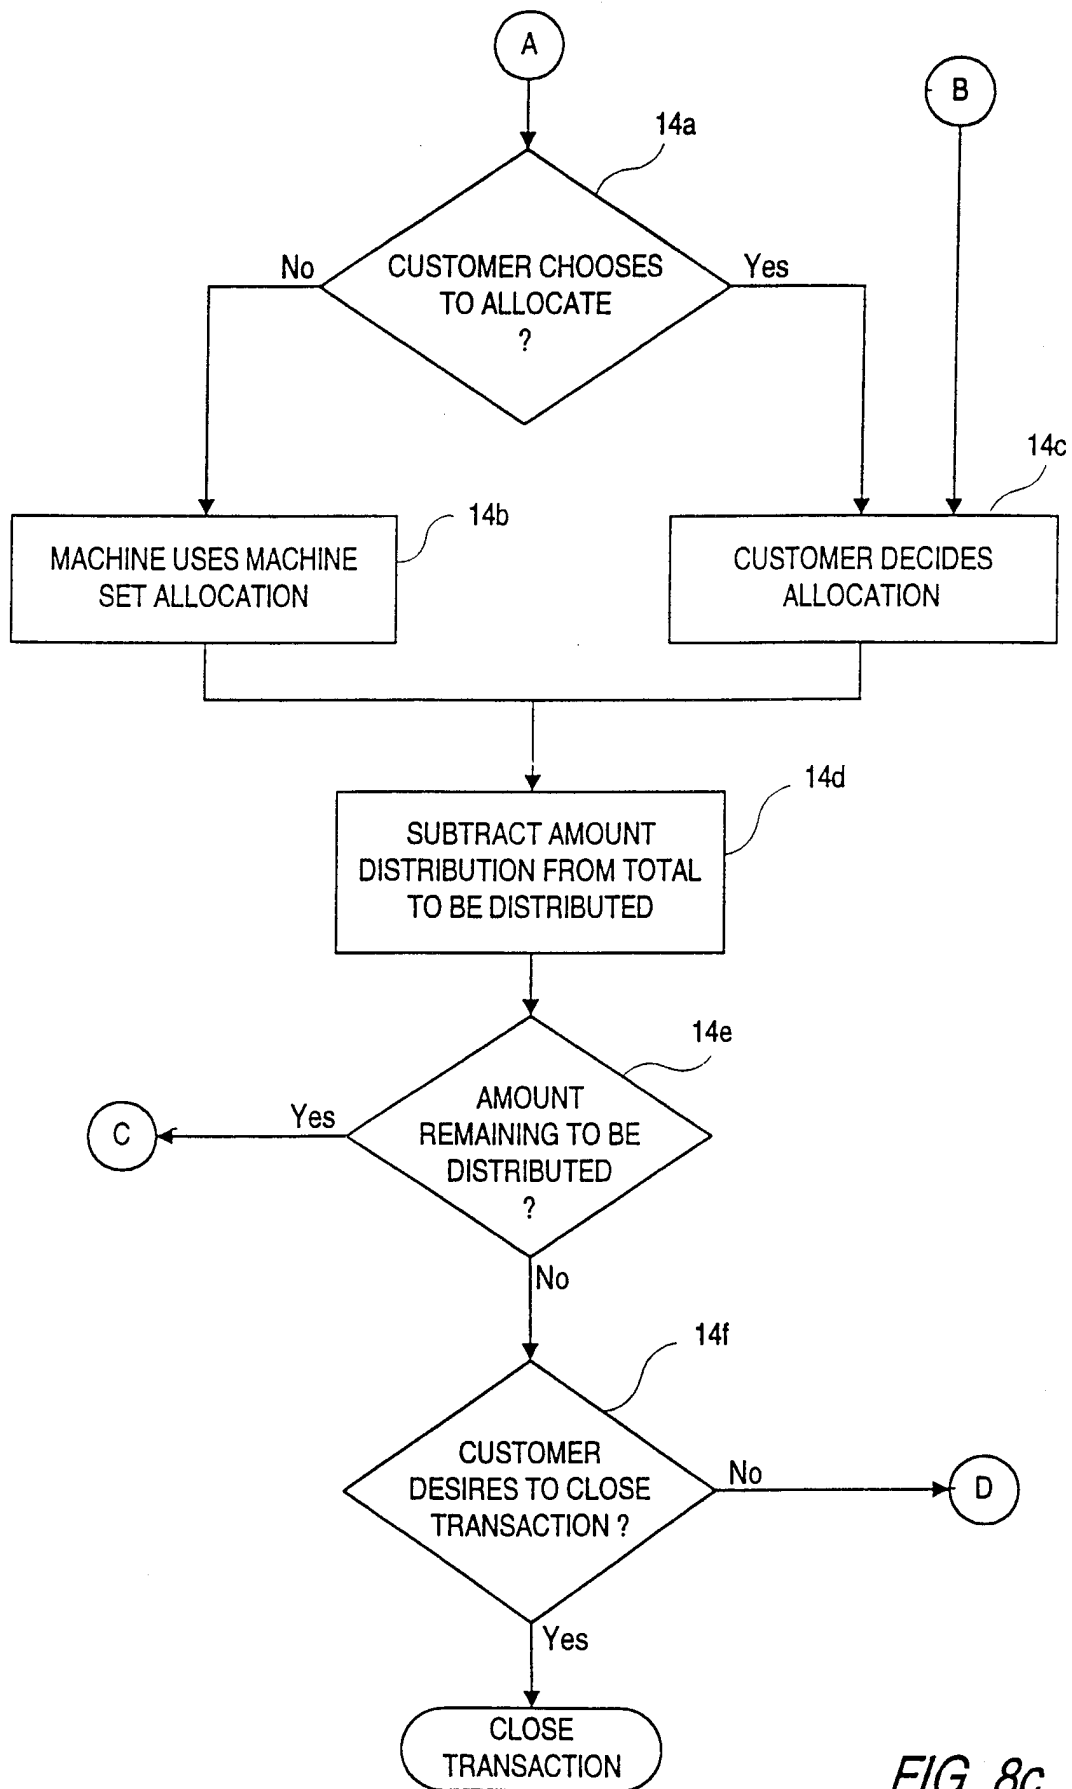 A
B
14a
No
CUSTOMER CHOOSES
TO ALLOCATE
?
Yes
14c
14b
MACHINE USES MACHINE
SET ALLOCATION
CUSTOMER DECIDES
ALLOCATION
14d
SUBTRACT AMOUNT
DISTRIBUTION FROM TOTAL
TO BE DISTRIBUTED
14e
C
Yes
AMOUNT
REMAINING TO BE
DISTRIBUTED
?
No
14f
CUSTOMER
DESIRES TO CLOSE
TRANSACTION ?
No
D
Yes
CLOSE
TRANSACTION
FIG. 8c